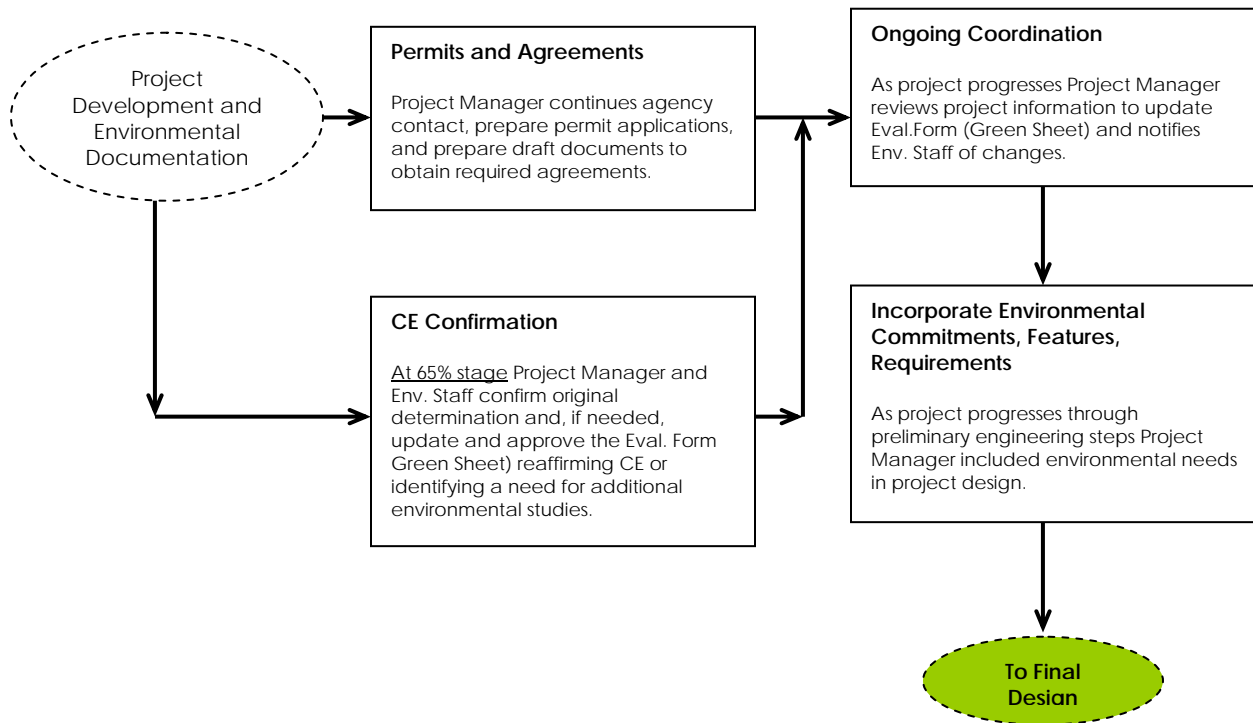 Project
Development and
Environmental
Documentation
Permits and Agreements
Project Manager continues agency
contact, prepare permit applications,
and prepare draft documents to
obtain required agreements.
CE Confirmation
At 65% stage Project Manager and
Env. Staff confirm original
determination and, if needed,
update and approve the Eval. Form
Green Sheet) reaffirming CE or
identifying a need for additional
environmental studies.
Ongoing Coordination
As project progresses Project Manager
reviews project information to update
Eval.Form (Green Sheet) and notifies
Env. Staff of changes.
Incorporate Environmental
Commitments, Features,
Requirements
As project progresses through
preliminary engineering steps Project
Manager included environmental needs
in project design.
To Final
Design